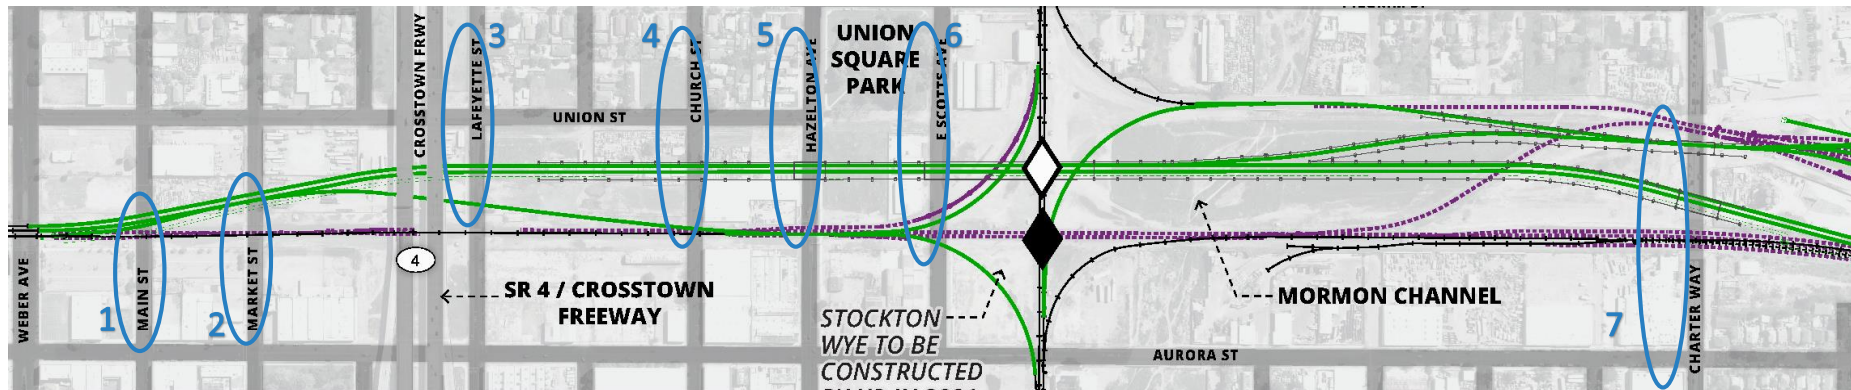 WEBER AVE
1
MAIN ST
2
MARKET ST
CROSSTOWN FRWY
4
3
LAFEYETTE ST
UNION ST
4
CHURCH ST
5
HAZELTON AVE
UNION
SQUARE
PARK
6
E SCOTTS AVE
SR 4 / CROSSTOWN
FREEWAY
STOCKTON
WYE TO BE
CONSTRUCTED
MORMON CHANNEL
AURORA ST
7
CHARTER WAY